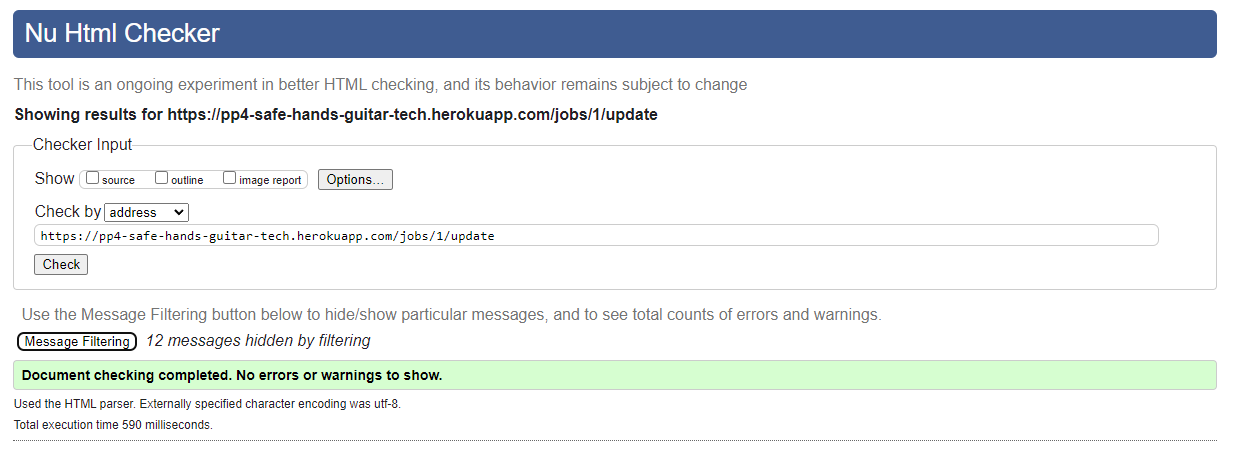 Nu Html Checker
This tool is an ongoing experiment in better HTML checking, and its behavior remains subject to change
Showing results for https://pp4-safe-hands-guitar-tech.herokuapp.com/jobs/1/update
Checker Input
Show source outline image report Options...
Check by address
https://pp4-safe-hands-guitar-tech.herokuapp.com/jobs/1/update
Check
Use the Message Filtering button below to hide/show particular messages, and to see total counts of errors and warnings.
Message Filtering 12 messages hidden by filtering
Document checking completed. No errors or warnings to show.
Used the HTML parser. Externally specified character encoding was utf-8.
Total execution time 590 milliseconds.